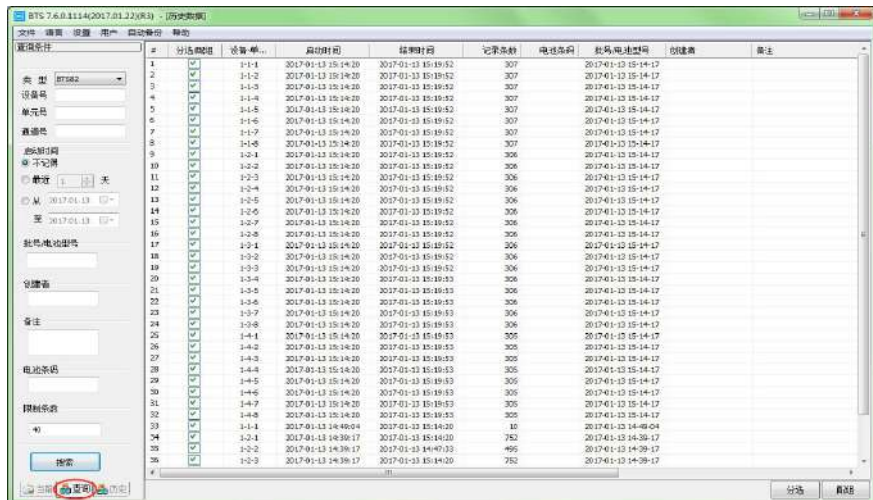 BTS 7.6.0.1114(2017.01.22)(R3) - [历史数据]
文件 语言 设置 用户 自动备份 帮助
查询条件
类 型 BTS82
设备号
单元号
通道号
启动时间
不记得
最近 1 天
从 2017.01.13
至 2017.01.13
批号/电池型号
创建者
备注
电池条码
限制条数
40
搜索
当前 查询 历史
# 分选/配组 设备-单... 启动时间 结束时间 记录条数 电池条码 批号/电池型号 创建者 备注
1 1-1-1 2017-01-13 15:14:20 2017-01-13 15:19:52 307 2017-01-13 15-14-17
2 1-1-2 2017-01-13 15:14:20 2017-01-13 15:19:52 307 2017-01-13 15-14-17
3 1-1-3 2017-01-13 15:14:20 2017-01-13 15:19:52 307 2017-01-13 15-14-17
4 1-1-4 2017-01-13 15:14:20 2017-01-13 15:19:52 307 2017-01-13 15-14-17
5 1-1-5 2017-01-13 15:14:20 2017-01-13 15:19:52 307 2017-01-13 15-14-17
6 1-1-6 2017-01-13 15:14:20 2017-01-13 15:19:52 307 2017-01-13 15-14-17
7 1-1-7 2017-01-13 15:14:20 2017-01-13 15:19:52 307 2017-01-13 15-14-17
8 1-1-8 2017-01-13 15:14:20 2017-01-13 15:19:52 307 2017-01-13 15-14-17
9 1-2-1 2017-01-13 15:14:20 2017-01-13 15:19:52 306 2017-01-13 15-14-17
10 1-2-2 2017-01-13 15:14:20 2017-01-13 15:19:52 306 2017-01-13 15-14-17
11 1-2-3 2017-01-13 15:14:20 2017-01-13 15:19:52 306 2017-01-13 15-14-17
12 1-2-4 2017-01-13 15:14:20 2017-01-13 15:19:52 306 2017-01-13 15-14-17
13 1-2-5 2017-01-13 15:14:20 2017-01-13 15:19:52 306 2017-01-13 15-14-17
14 1-2-6 2017-01-13 15:14:20 2017-01-13 15:19:52 306 2017-01-13 15-14-17
15 1-2-7 2017-01-13 15:14:20 2017-01-13 15:19:52 306 2017-01-13 15-14-17
16 1-2-8 2017-01-13 15:14:20 2017-01-13 15:19:52 306 2017-01-13 15-14-17
17 1-3-1 2017-01-13 15:14:20 2017-01-13 15:19:52 306 2017-01-13 15-14-17
18 1-3-2 2017-01-13 15:14:20 2017-01-13 15:19:52 306 2017-01-13 15-14-17
19 1-3-3 2017-01-13 15:14:20 2017-01-13 15:19:52 306 2017-01-13 15-14-17
20 1-3-4 2017-01-13 15:14:20 2017-01-13 15:19:53 306 2017-01-13 15-14-17
21 1-3-5 2017-01-13 15:14:20 2017-01-13 15:19:53 306 2017-01-13 15-14-17
22 1-3-6 2017-01-13 15:14:20 2017-01-13 15:19:53 306 2017-01-13 15-14-17
23 1-3-7 2017-01-13 15:14:20 2017-01-13 15:19:53 306 2017-01-13 15-14-17
24 1-3-8 2017-01-13 15:14:20 2017-01-13 15:19:53 306 2017-01-13 15-14-17
25 1-4-1 2017-01-13 15:14:20 2017-01-13 15:19:53 305 2017-01-13 15-14-17
26 1-4-2 2017-01-13 15:14:20 2017-01-13 15:19:53 305 2017-01-13 15-14-17
27 1-4-3 2017-01-13 15:14:20 2017-01-13 15:19:53 305 2017-01-13 15-14-17
28 1-4-4 2017-01-13 15:14:20 2017-01-13 15:19:53 305 2017-01-13 15-14-17
29 1-4-5 2017-01-13 15:14:20 2017-01-13 15:19:53 305 2017-01-13 15-14-17
30 1-4-6 2017-01-13 15:14:20 2017-01-13 15:19:53 305 2017-01-13 15-14-17
31 1-4-7 2017-01-13 15:14:20 2017-01-13 15:19:53 305 2017-01-13 15-14-17
32 1-4-8 2017-01-13 15:14:20 2017-01-13 15:19:53 305 2017-01-13 15-14-17
33 1-1-1 2017-01-13 14:49:04 2017-01-13 15:14:20 10 2017-01-13 14-49-04
34 1-2-1 2017-01-13 14:39:17 2017-01-13 15:14:20 752 2017-01-13 14-39-17
35 1-2-2 2017-01-13 14:39:17 2017-01-13 14:47:33 495 2017-01-13 14-39-17
36 1-2-3 2017-01-13 14:39:17 2017-01-13 15:14:20 752 2017-01-13 14-39-17
分选 配组